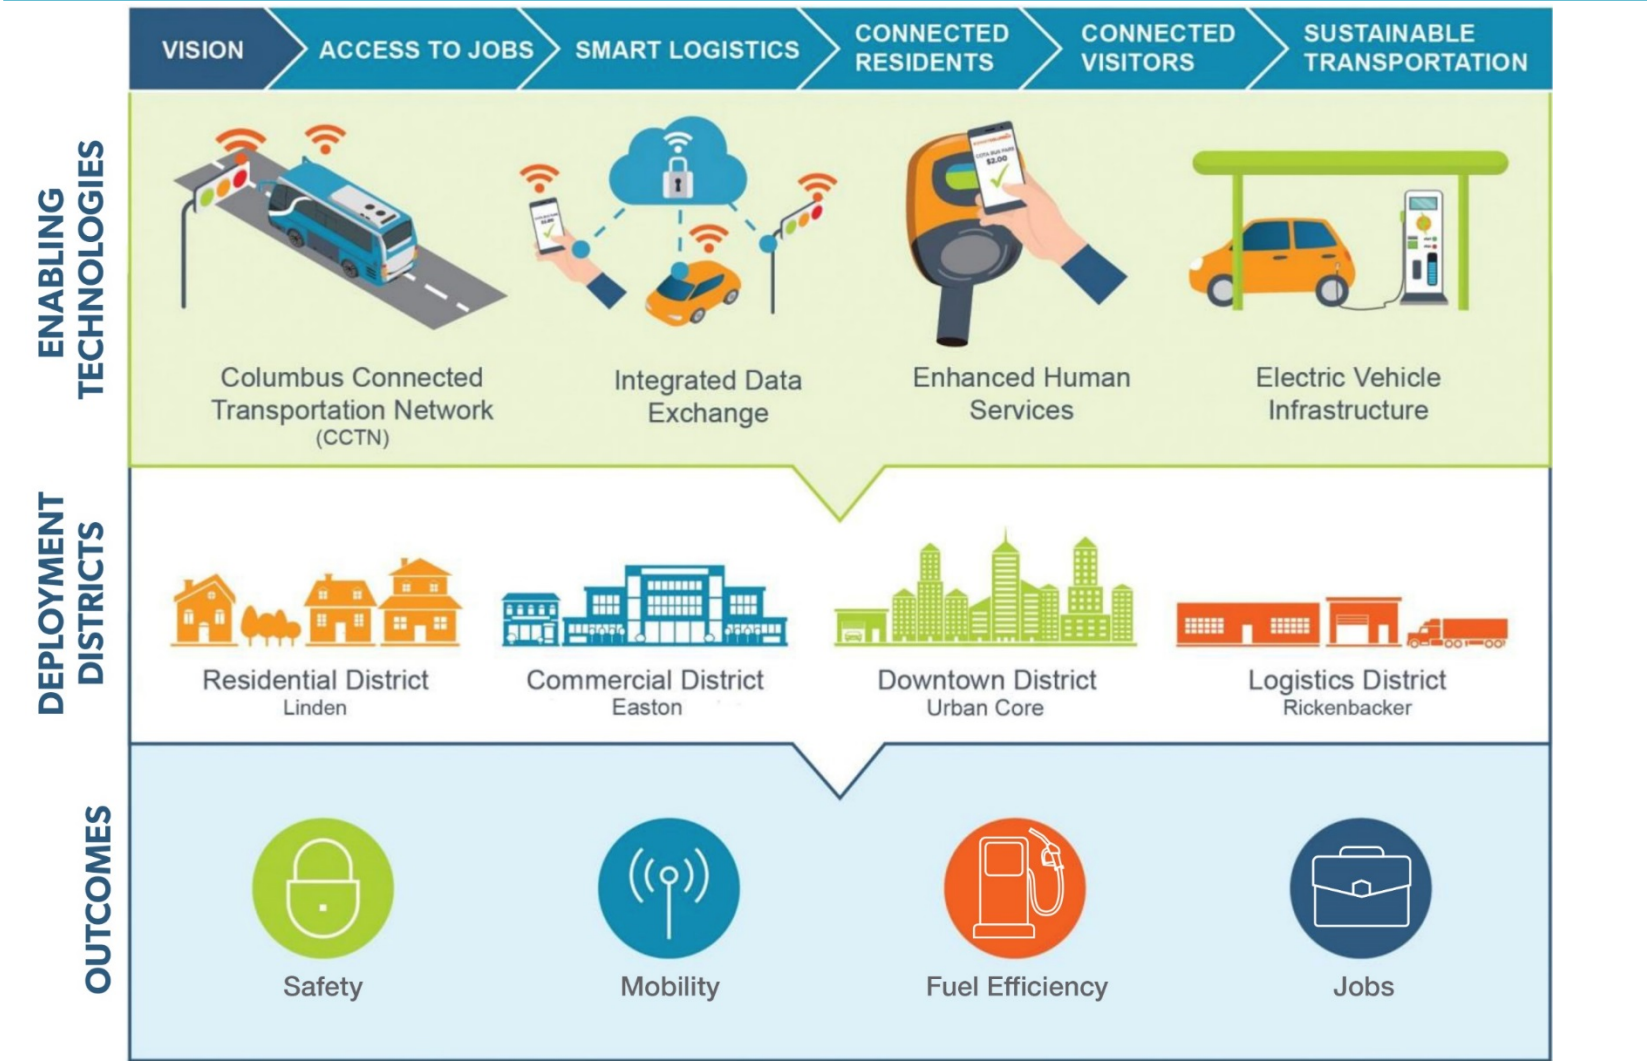 VISION
ACCESS TO JOBS
SMART LOGISTICS
CONNECTED
RESIDENTS
CONNECTED
VISITORS
SUSTAINABLE
TRANSPORTATION
ENABLING
TECHNOLOGIES
$2.00
Columbus Connected
Transportation Network
(CCTN)
Integrated Data
Exchange
Enhanced Human
Services
Electric Vehicle
Infrastructure
DEPLOYMENT
DISTRICTS
Residential District
Linden
Commercial District
Easton
Downtown District
Urban Core
Logistics District
Rickenbacker
OUTCOMES
Safety
Mobility
Fuel Efficiency
Jobs